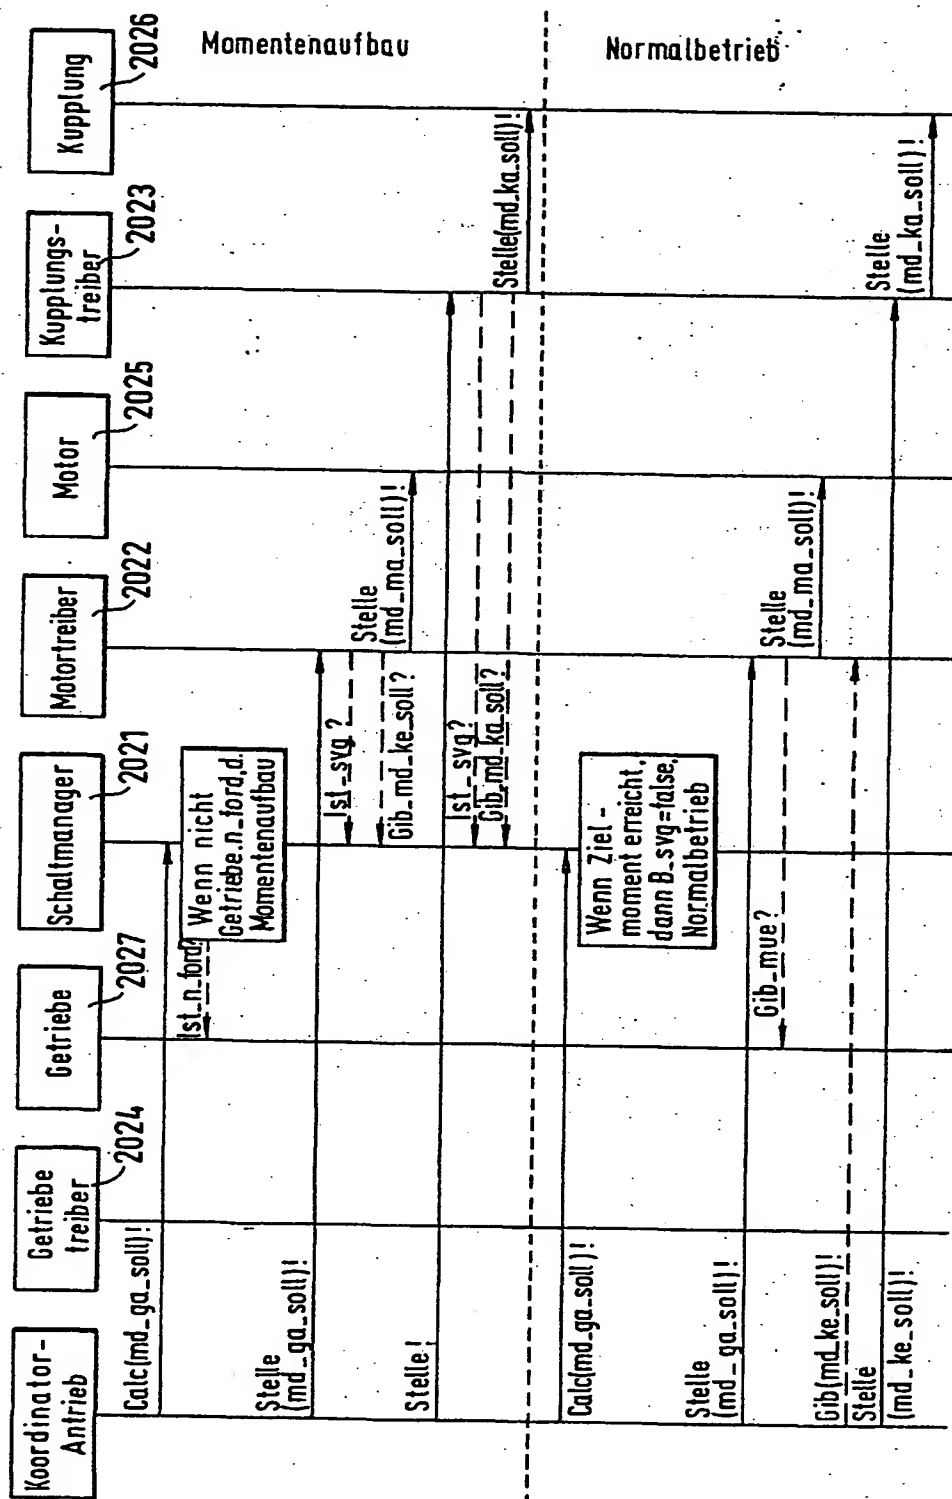 Koordinator-
Antrieb
Getriebe
treiber
2024
Getriebe
2027
Schaltmanager
2021
Motortreiber
2022
Motor
2025
Kupplungs-
treiber
2023
Kupplung
2026
Momentenaufbau
Calc(md_ga_soll)!
Ist_n_ford?
Wenn nicht
Getriebe.n_ford,d.
Momentenaufbau
Stelle
(md_ga_soll)!
Ist_svg?
Gib_md_ke_soll?
Stelle
(md_ma_soll)!
Stelle!
Ist_svg?
Gib_md_ka_soll?
Stelle(md_ka_soll)!
Normalbetrieb
Calc(md_ga_soll)!
Wenn Ziel-
moment erreicht,
dann B_svg=false,
Normalbetrieb
Stelle
(md_ga_soll)!
Gib_mue?
Stelle
(md_ma_soll)!
Gib(md_ke_soll)!
Stelle
(md_ke_soll)!
Stelle
(md_ka_soll)!